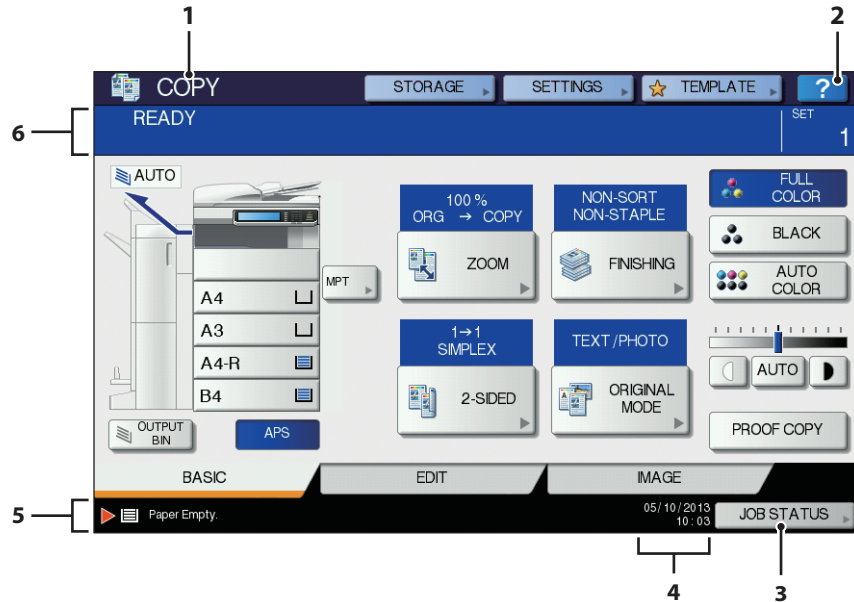 1
2
COPY
STORAGE
SETTINGS
TEMPLATE
?
6
READY
SET
1
AUTO
100 %
ORG → COPY
NON-SORT
NON-STAPLE
FULL
COLOR
ZOOM
FINISHING
BLACK
MPT
AUTO
COLOR
A4
A3
A4-R
B4
1→1
SIMPLEX
TEXT/PHOTO
2-SIDED
ORIGINAL
MODE
AUTO
OUTPUT
BIN
APS
PROOF COPY
BASIC
EDIT
IMAGE
5
Paper Empty.
05/10/2013
10:03
JOB STATUS
4
3